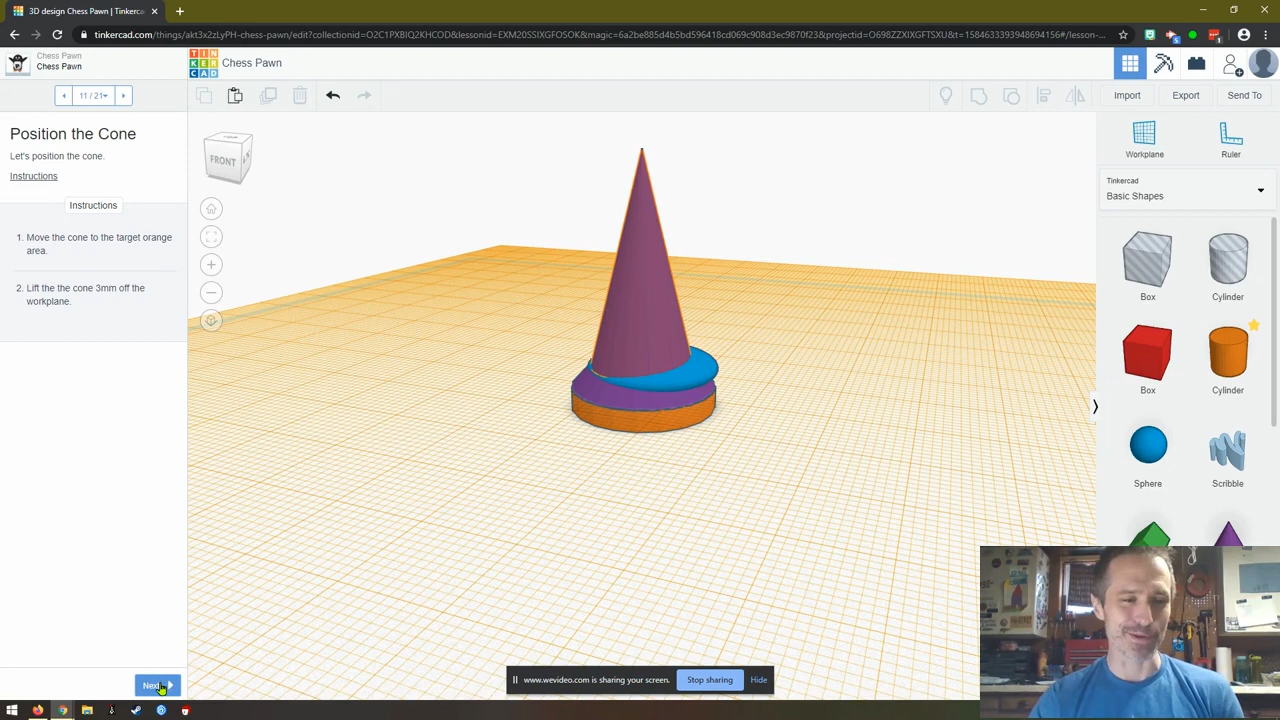 3D design Chess Pawn | Tinkerc
tinkercad.com/things/akt3x2zLyPH-chess-pawn/edit?collectionid=O2C1PXBIQ2KHCOD&lessonid=EXM20SSIXGFOSOK&magic=6a2be885d4b5bd596418cd069c908d3ec9870f23&projectid=O698ZZXIXGFTSXU&t=1584633948694156#/lesson-...
Chess Pawn
Chess Pawn
TIN
KER
CAD
Chess Pawn
11 / 21
Import
Export
Send To
Position the Cone
Let's position the cone.
Instructions
Instructions
1. Move the cone to the target orange
area.
2. Lift the the cone 3mm off the
workplane.
FRONT
Workplane
Ruler
Tinkercad
Basic Shapes
Box
Cylinder
Box
Cylinder
Sphere
Scribble
Next
www.wevideo.com is sharing your screen.
Stop sharing
Hide